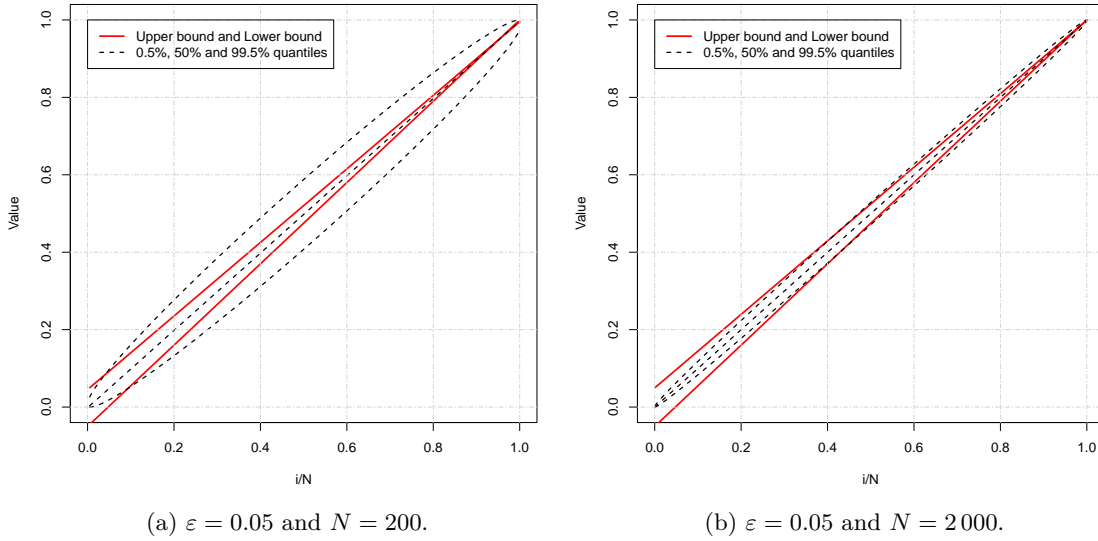 Upper bound and Lower bound
0.5%, 50% and 99.5% quantiles
Value
0.0
0.2
0.4
0.6
0.8
1.0
0.0 0.2 0.4 0.6 0.8 1.0
i/N
(a) ε = 0.05 and N = 200.
Upper bound and Lower bound
0.5%, 50% and 99.5% quantiles
Value
0.0
0.2
0.4
0.6
0.8
1.0
0.0 0.2 0.4 0.6 0.8 1.0
i/N
(b) ε = 0.05 and N = 2 000.